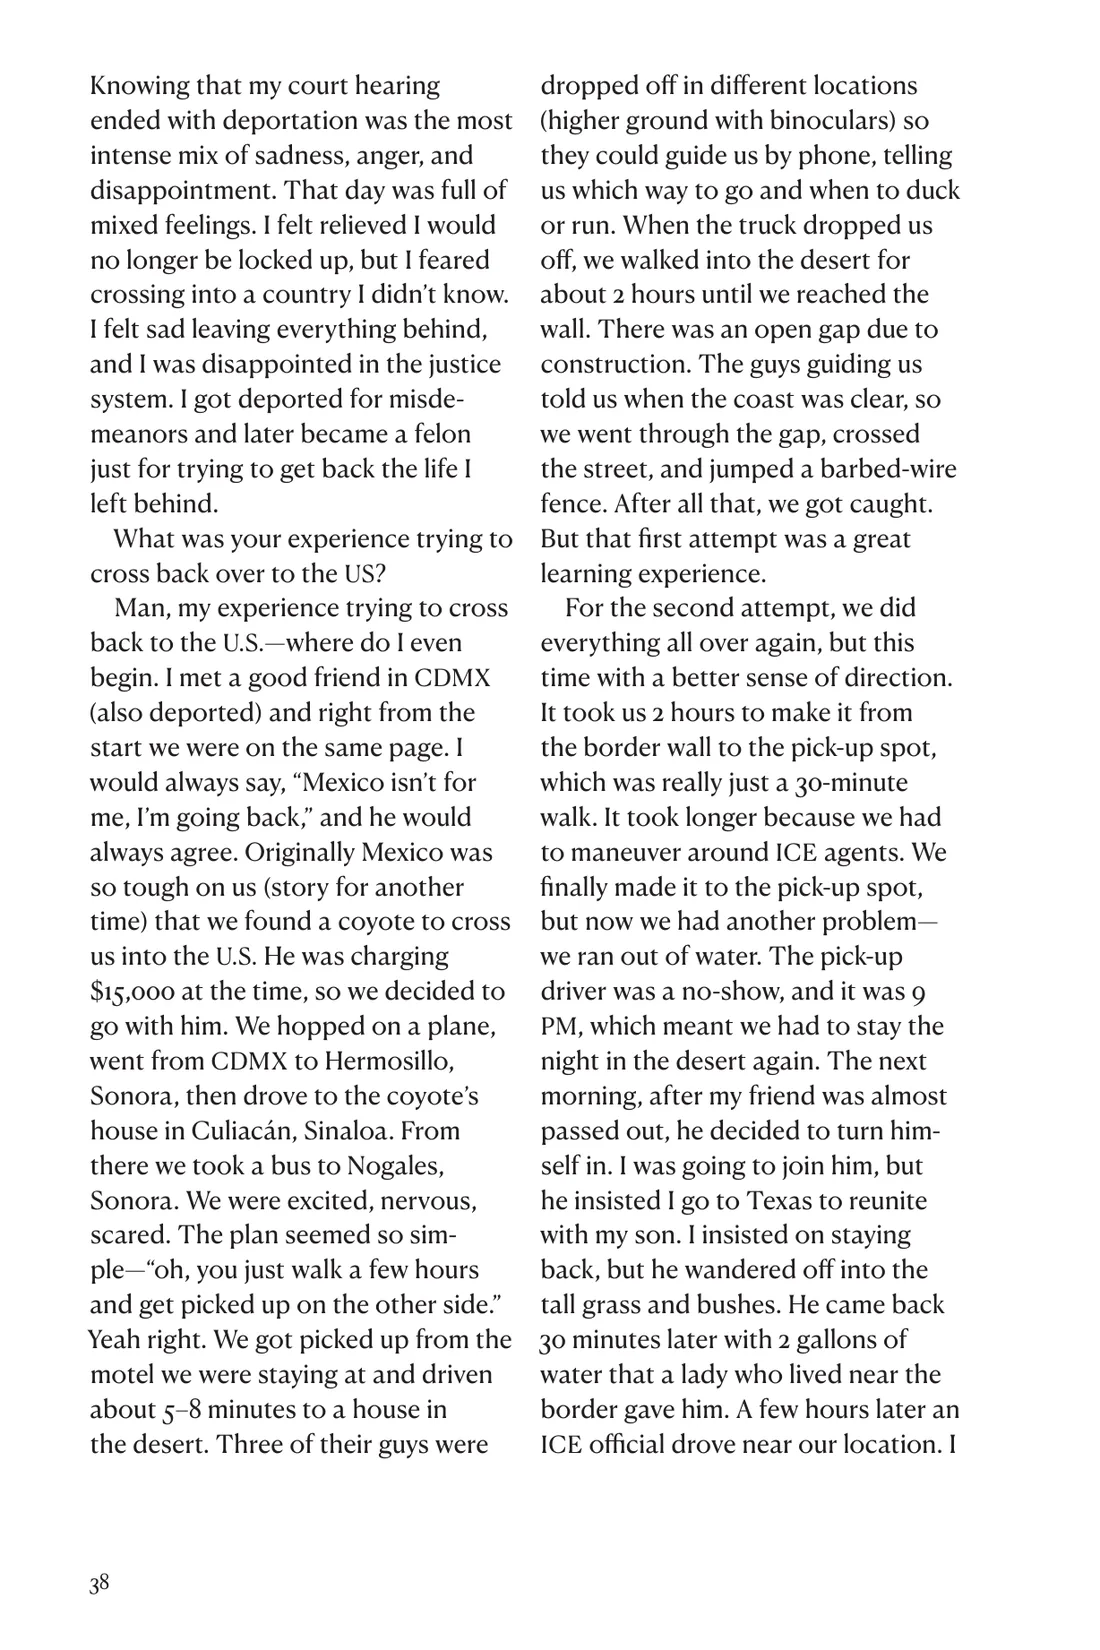 Knowing that my court hearing
ended with deportation was the most
intense mix of sadness, anger, and
disappointment. That day was full of
mixed feelings. I felt relieved I would
no longer be locked up, but I feared
crossing into a country I didn’t know.
I felt sad leaving everything behind,
and I was disappointed in the justice
system. I got deported for misde-
meanors and later became a felon
just for trying to get back the life I
left behind.
What was your experience trying to
cross back over to the US?
Man, my experience trying to cross
back to the U.S.—where do I even
begin. I met a good friend in CDMX
(also deported) and right from the
start we were on the same page. I
would always say, “Mexico isn’t for
me, I’m going back,” and he would
always agree. Originally Mexico was
so tough on us (story for another
time) that we found a coyote to cross
us into the U.S. He was charging
$15,000 at the time, so we decided to
go with him. We hopped on a plane,
went from CDMX to Hermosillo,
Sonora, then drove to the coyote’s
house in Culiacán, Sinaloa. From
there we took a bus to Nogales,
Sonora. We were excited, nervous,
scared. The plan seemed so sim-
ple—“oh, you just walk a few hours
and get picked up on the other side.”
Yeah right. We got picked up from the
motel we were staying at and driven
about 5–8 minutes to a house in
the desert. Three of their guys were
dropped off in different locations
(higher ground with binoculars) so
they could guide us by phone, telling
us which way to go and when to duck
or run. When the truck dropped us
off, we walked into the desert for
about 2 hours until we reached the
wall. There was an open gap due to
construction. The guys guiding us
told us when the coast was clear, so
we went through the gap, crossed
the street, and jumped a barbed-wire
fence. After all that, we got caught.
But that first attempt was a great
learning experience.
For the second attempt, we did
everything all over again, but this
time with a better sense of direction.
It took us 2 hours to make it from
the border wall to the pick-up spot,
which was really just a 30-minute
walk. It took longer because we had
to maneuver around ICE agents. We
finally made it to the pick-up spot,
but now we had another problem—
we ran out of water. The pick-up
driver was a no-show, and it was 9
PM, which meant we had to stay the
night in the desert again. The next
morning, after my friend was almost
passed out, he decided to turn him-
self in. I was going to join him, but
he insisted I go to Texas to reunite
with my son. I insisted on staying
back, but he wandered off into the
tall grass and bushes. He came back
30 minutes later with 2 gallons of
water that a lady who lived near the
border gave him. A few hours later an
ICE official drove near our location. I
38